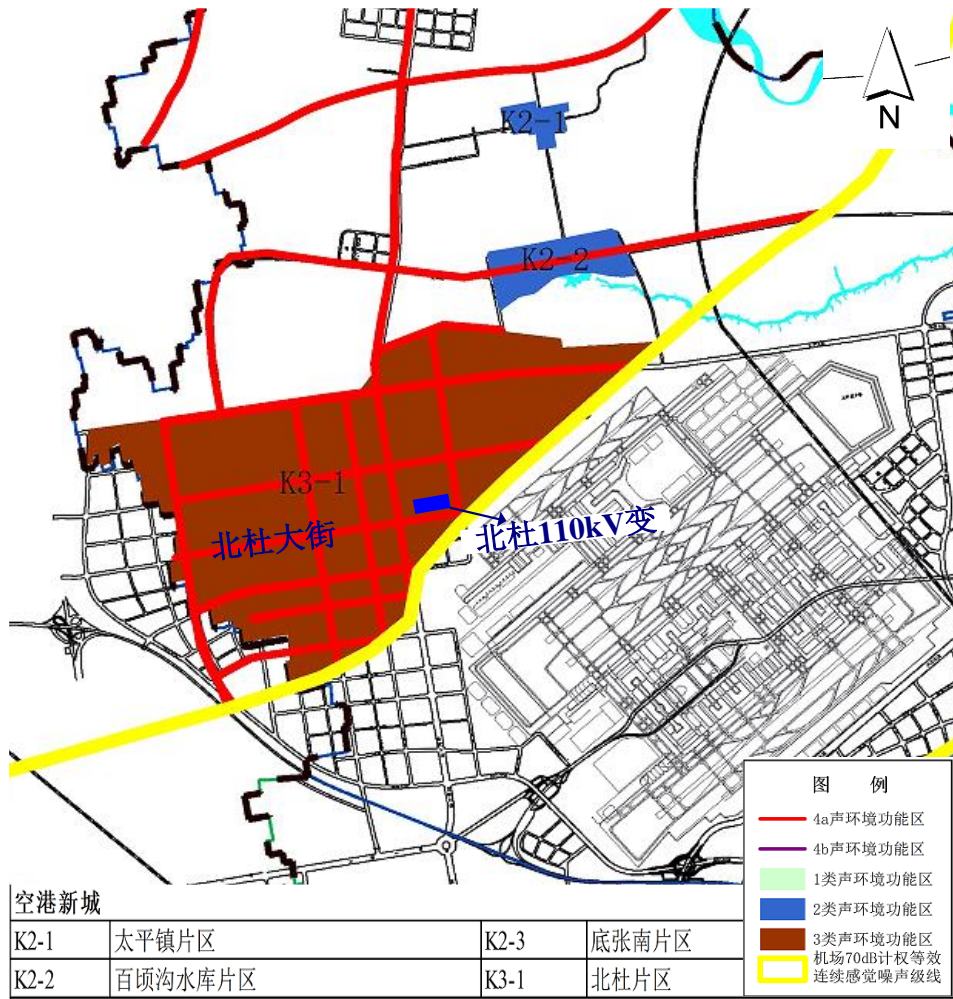 N
K2-1
K2-2
K3-1
北杜大街
北杜110kV变
图 例
4a声环境功能区
4b声环境功能区
1类声环境功能区
2类声环境功能区
3类声环境功能区
机场70dB计权等效
连续感觉噪声级线
空港新城
K2-1 太平镇片区 K2-3 底张南片区
K2-2 百顷沟水库片区 K3-1 北杜片区